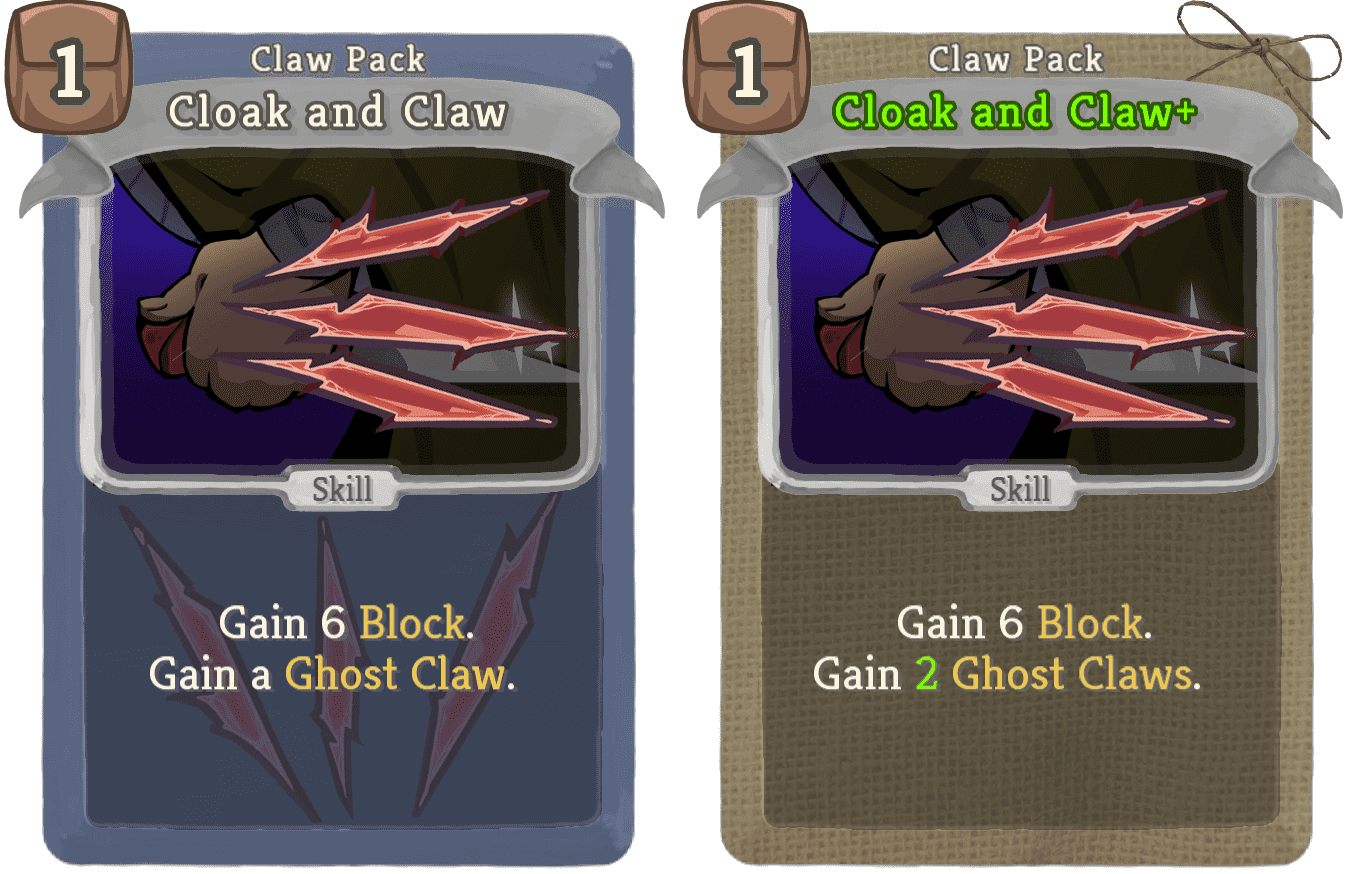 1
Claw Pack
Cloak and Claw
Skill
Gain 6 Block.
Gain a Ghost Claw.
1
Claw Pack
Cloak and Claw+
Skill
Gain 6 Block.
Gain 2 Ghost Claws.